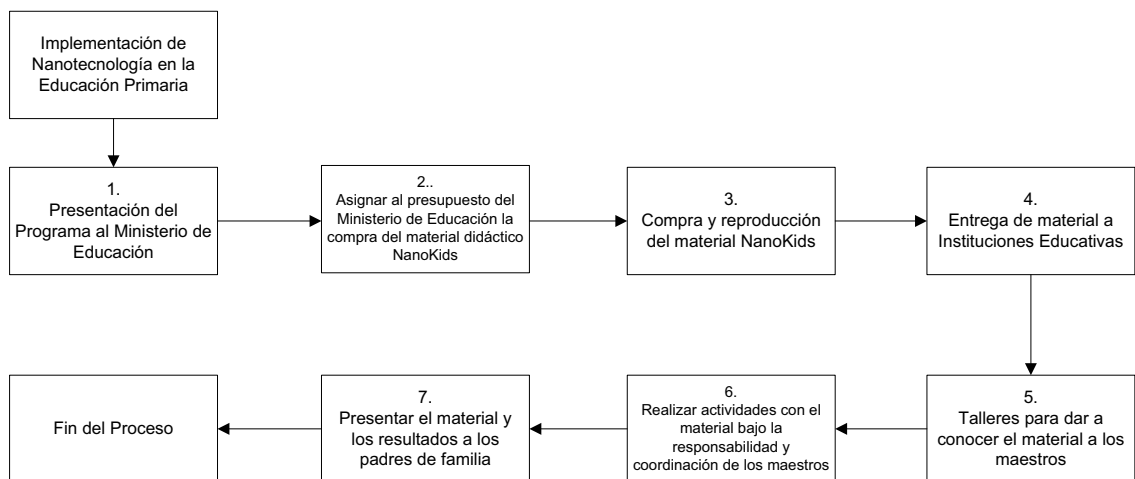 Implementación de
Nanotecnología en la
Educación Primaria
1.
Presentación del
Programa al Ministerio de
Educación
2..
Asignar al presupuesto del
Ministerio de Educación la
compra del material didáctico
NanoKids
3.
Compra y reproducción
del material NanoKids
4.
Entrega de material a
Instituciones Educativas
5.
Talleres para dar a
conocer el material a los
maestros
6.
Realizar actividades con el
material bajo la
responsabilidad y
coordinación de los maestros
7.
Presentar el material y
los resultados a los
padres de familia
Fin del Proceso